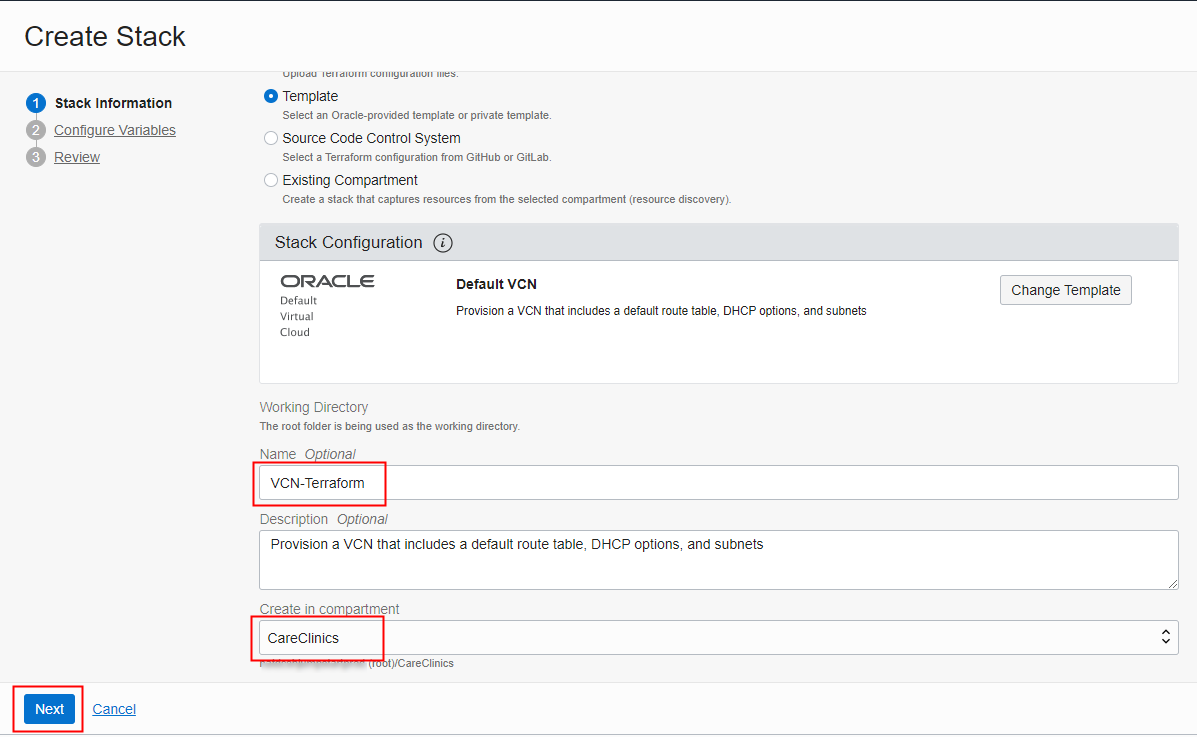 Create Stack
1 Stack Information
2 Configure Variables
3 Review
Upload Terraform configuration files.
Template
Select an Oracle-provided template or private template.
Source Code Control System
Select a Terraform configuration from GitHub or GitLab.
Existing Compartment
Create a stack that captures resources from the selected compartment (resource discovery).
Stack Configuration i
ORACLE
Default
Virtual
Cloud
Default VCN
Provision a VCN that includes a default route table, DHCP options, and subnets
Change Template
Working Directory
The root folder is being used as the working directory.
Name Optional
VCN-Terraform
Description Optional
Provision a VCN that includes a default route table, DHCP options, and subnets
Create in compartment
CareClinics
(root)/CareClinics
Next Cancel